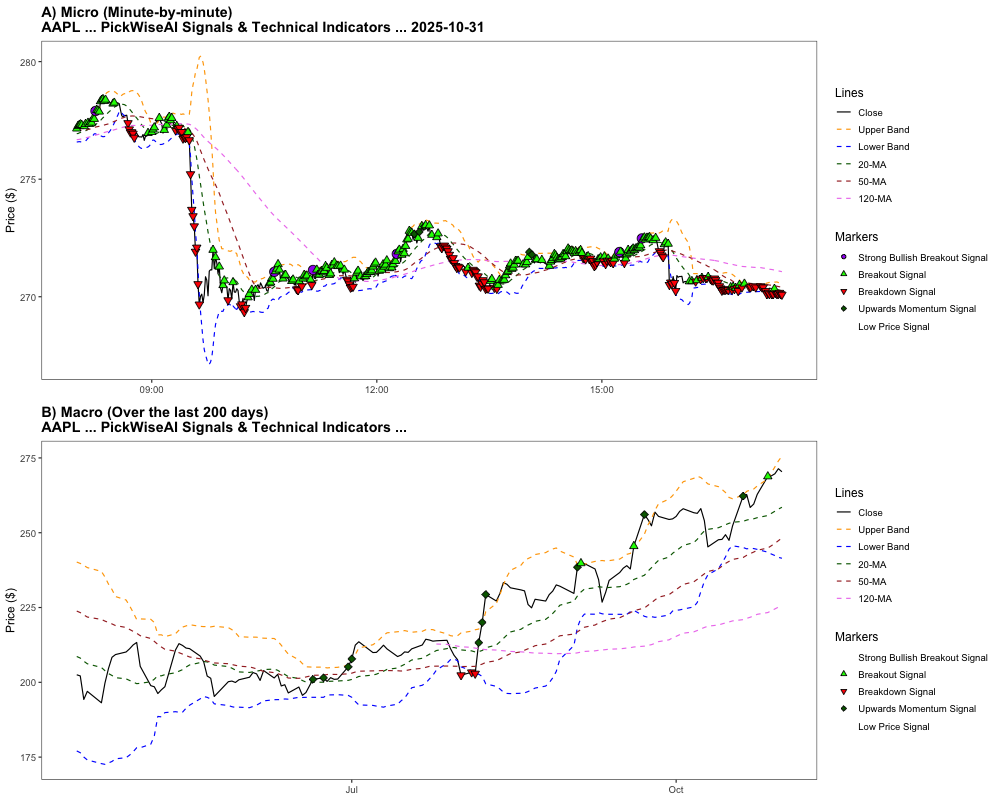 A) Micro (Minute-by-minute)
AAPL ... PickWiseAI Signals & Technical Indicators ... 2025-10-31
Price ($)
280
275
270
09:00
12:00
15:00
Lines
Close
Upper Band
Lower Band
20-MA
50-MA
120-MA
Markers
Strong Bullish Breakout Signal
Breakout Signal
Breakdown Signal
Upwards Momentum Signal
Low Price Signal
B) Macro (Over the last 200 days)
AAPL ... PickWiseAI Signals & Technical Indicators ...
Price ($)
275
250
225
200
175
Jul
Oct
Lines
Close
Upper Band
Lower Band
20-MA
50-MA
120-MA
Markers
Strong Bullish Breakout Signal
Breakout Signal
Breakdown Signal
Upwards Momentum Signal
Low Price Signal